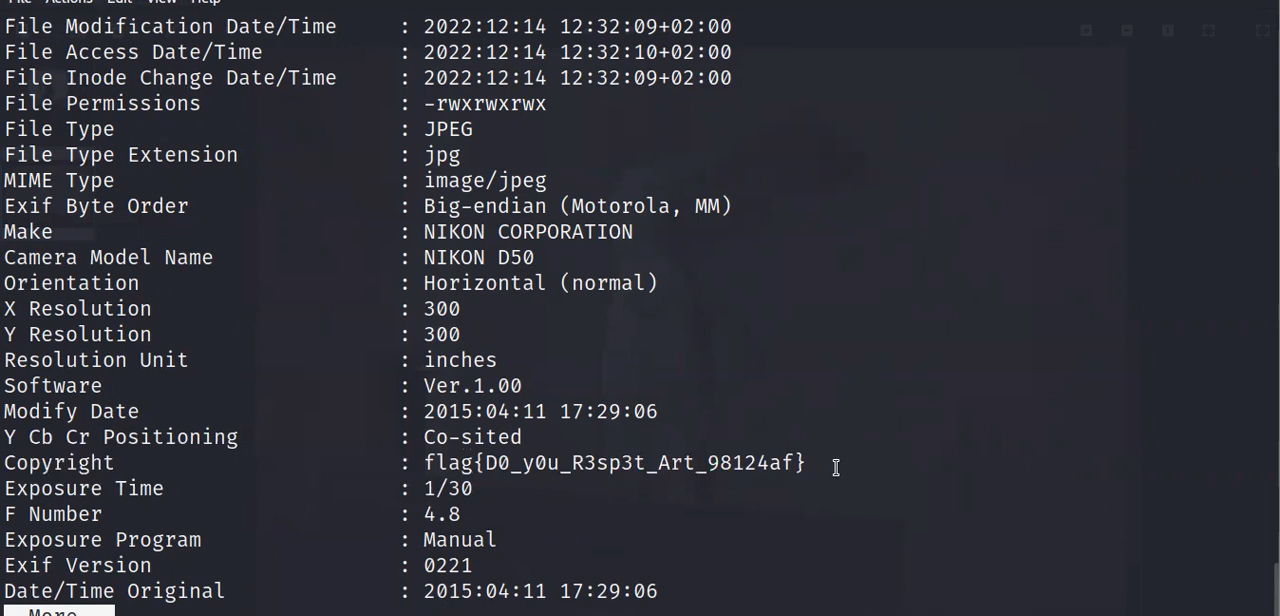 File Actions Edit View Help
File Modification Date/Time : 2022:12:14 12:32:09+02:00
File Access Date/Time : 2022:12:14 12:32:10+02:00
File Inode Change Date/Time : 2022:12:14 12:32:09+02:00
File Permissions : -rwxrwxrwx
File Type : JPEG
File Type Extension : jpg
MIME Type : image/jpeg
Exif Byte Order : Big-endian (Motorola, MM)
Make : NIKON CORPORATION
Camera Model Name : NIKON D50
Orientation : Horizontal (normal)
X Resolution : 300
Y Resolution : 300
Resolution Unit : inches
Software : Ver.1.00
Modify Date : 2015:04:11 17:29:06
Y Cb Cr Positioning : Co-sited
Copyright : flag{D0_y0u_R3sp3t_Art_98124af}
Exposure Time : 1/30
F Number : 4.8
Exposure Program : Manual
Exif Version : 0221
Date/Time Original : 2015:04:11 17:29:06
--More--